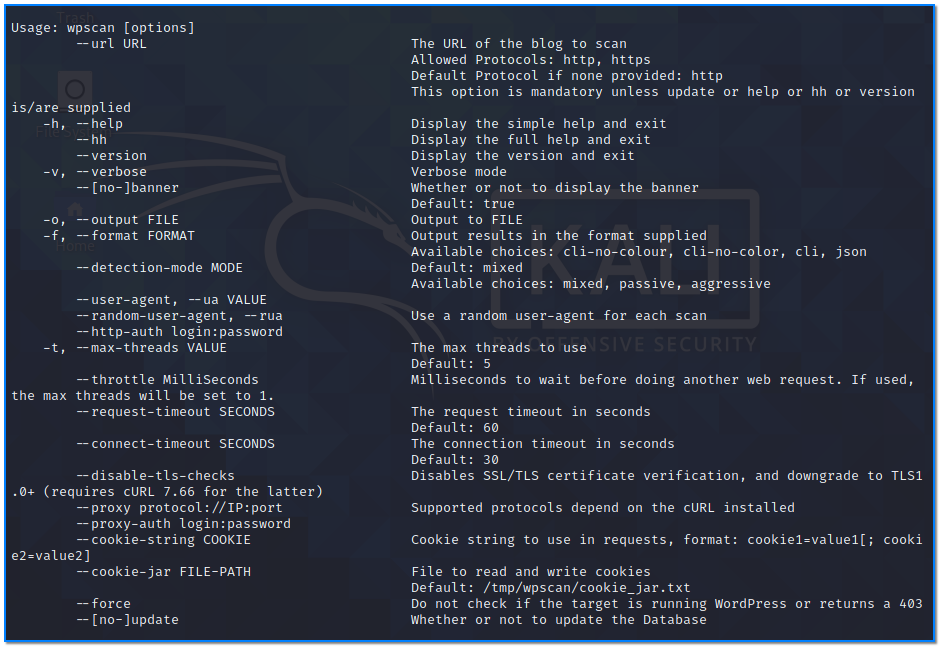 Usage: wpscan [options]
--url URL The URL of the blog to scan
Allowed Protocols: http, https
Default Protocol if none provided: http
This option is mandatory unless update or help or hh or version
is/are supplied
-h, --help Display the simple help and exit
--hh Display the full help and exit
--version Display the version and exit
-v, --verbose Verbose mode
--[no-]banner Whether or not to display the banner
Default: true
-o, --output FILE Output to FILE
-f, --format FORMAT Output results in the format supplied
Available choices: cli-no-colour, cli-no-color, cli, json
--detection-mode MODE Default: mixed
Available choices: mixed, passive, aggressive
--user-agent, --ua VALUE
--random-user-agent, --rua Use a random user-agent for each scan
--http-auth login:password
-t, --max-threads VALUE The max threads to use
Default: 5
--throttle MilliSeconds Milliseconds to wait before doing another web request. If used,
the max threads will be set to 1.
--request-timeout SECONDS The request timeout in seconds
Default: 60
--connect-timeout SECONDS The connection timeout in seconds
Default: 30
--disable-tls-checks Disables SSL/TLS certificate verification, and downgrade to TLS1
.0+ (requires cURL 7.66 for the latter)
--proxy protocol://IP:port Supported protocols depend on the cURL installed
--proxy-auth login:password
--cookie-string COOKIE Cookie string to use in requests, format: cookie1=value1[; cooki
e2=value2]
--cookie-jar FILE-PATH File to read and write cookies
Default: /tmp/wpscan/cookie_jar.txt
--force Do not check if the target is running WordPress or returns a 403
--[no-]update Whether or not to update the Database
Trash
Home
KALI
BY OFFENSIVE SECURITY